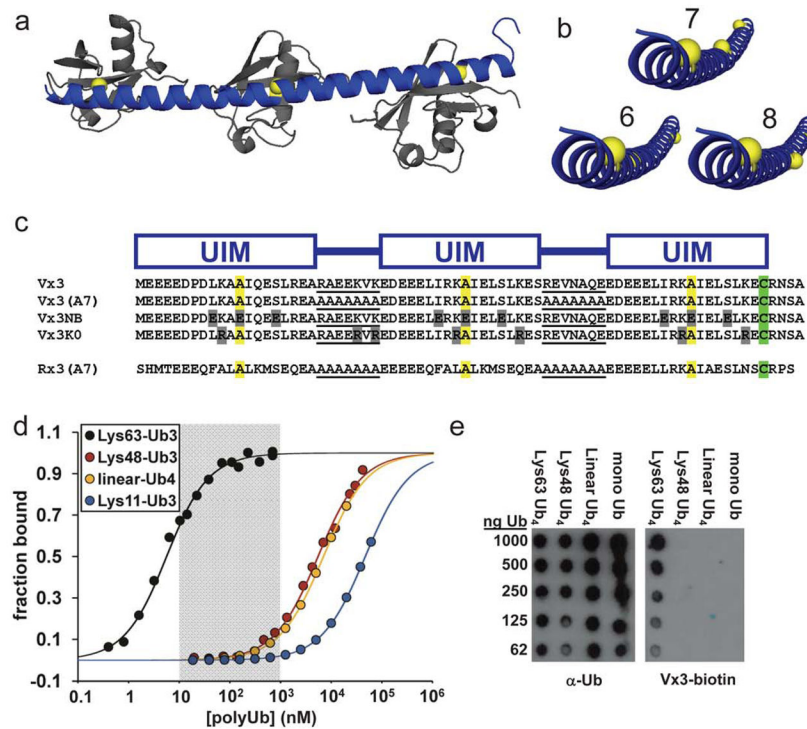 a
b
7
6
8
c
UIM UIM UIM
Vx3 MEEEEDPDLKAAIQESLREARAEEKVKEDEEELIRKAIELSLKESREVNAQEEDEEELIRKAIELSLKECRNSA
Vx3(A7) MEEEEDPDLKAAIQESLREAAAAAAAAEDEEELIRKAIELSLKESAAAAAAAEDEEELIRKAIELSLKECRNSA
Vx3NB MEEEEDPDEKAEIQEELREARAEEKVKEDEEEEIRKEIELELKESREVNAQEEDEEELERKEIELELKECRNSA
Vx3K0 MEEEEDPDLRAAIQESLREARAEERVREDEEELIRRAIELSLRESREVNAQEEDEEELIRRAIELSLRECRNSA
Rx3(A7) SHMTEEEQFALALALKMSEQEAAAAAAAAEEEEEQFALALALKMSEQEAAAAAAAAEEEEELLRKAIAESLNSCRPS
d
Lys63-Ub3
Lys48-Ub3
linear-Ub4
Lys11-Ub3
fraction bound
1.1
0.9
0.7
0.5
0.3
0.1
-0.1
0.1 1 10 10² 10³ 10⁴ 10⁵ 10⁶
[polyUb] (nM)
e
Lys63 Ub₄
Lys48 Ub₄
Linear Ub₄
mono Ub
Lys63 Ub₄
Lys48 Ub₄
Linear Ub₄
mono Ub
ng Ub
1000
500
250
125
62
α-Ub Vx3-biotin